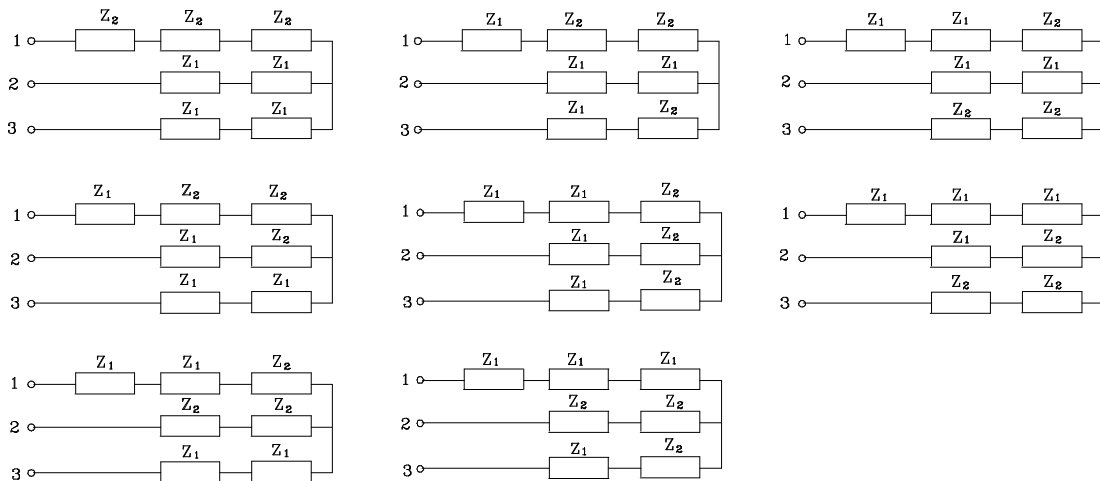 Z₂ Z₂ Z₂
1
Z₁ Z₁
2
Z₁ Z₁
3
Z₁ Z₂ Z₂
1
Z₁ Z₁
2
Z₁ Z₂
3
Z₁ Z₁ Z₂
1
Z₁ Z₁
2
Z₂ Z₂
3
Z₁ Z₂ Z₂
1
Z₁ Z₂
2
Z₁ Z₁
3
Z₁ Z₁ Z₂
1
Z₁ Z₂
2
Z₁ Z₂
3
Z₁ Z₁ Z₁
1
Z₁ Z₂
2
Z₂ Z₂
3
Z₁ Z₁ Z₂
1
Z₂ Z₂
2
Z₁ Z₁
3
Z₁ Z₁ Z₁
1
Z₂ Z₂
2
Z₁ Z₂
3